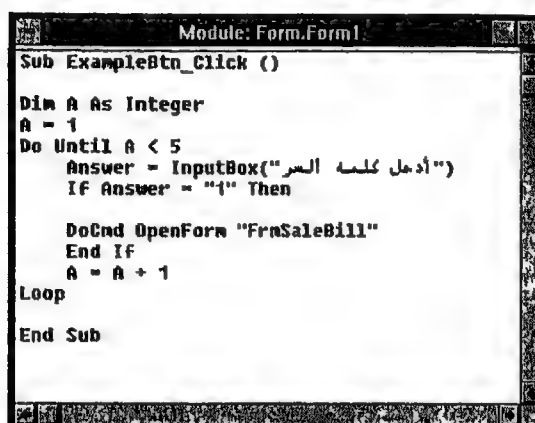 Module: Form.Form1
Sub ExampleBtn_Click ()
Dim A As Integer
A = 1
Do Until A < 5
Answer = InputBox("أدخل كلمه السر")
If Answer = "1" Then
DoCmd OpenForm "FrmSaleBill"
End If
A = A + 1
Loop
End Sub